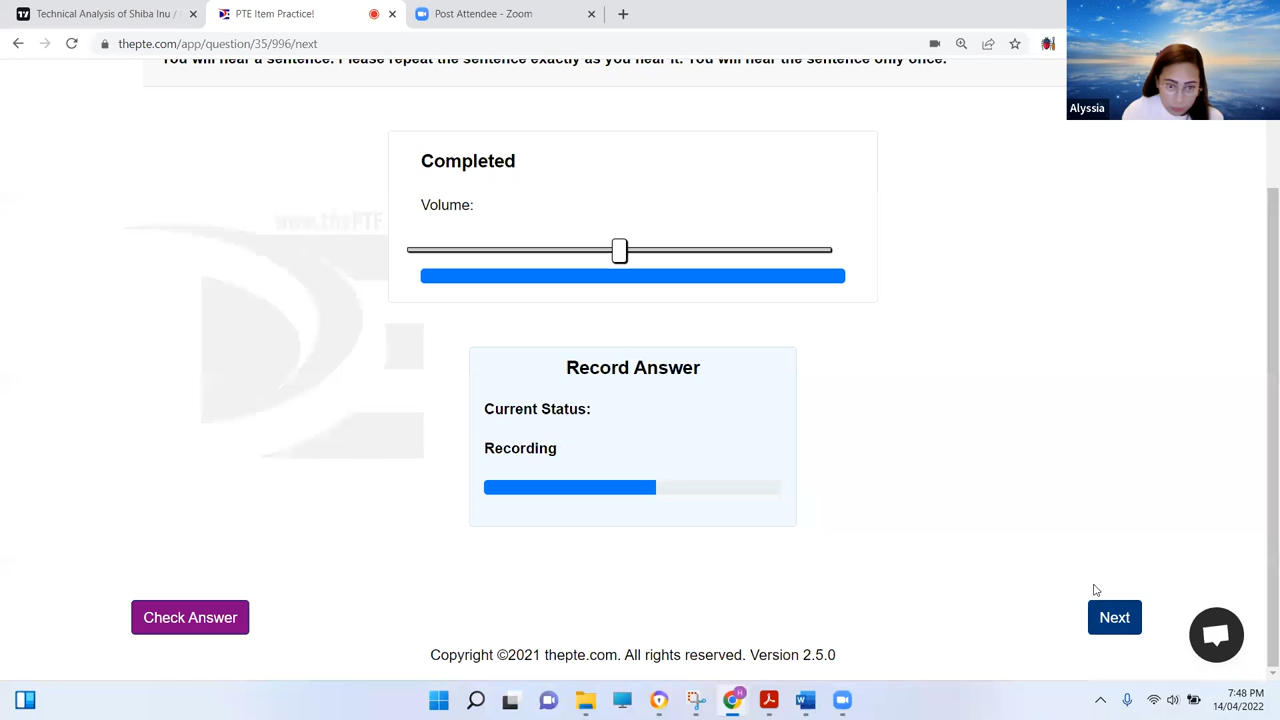 Technical Analysis of Shiba Inu /
PTE Item Practice!
Post Attendee - Zoom
thepte.com/app/question/35/996/next
You will hear a sentence. Please repeat the sentence exactly as you hear it. You will hear the sentence only once.
Alyssia
Completed
Volume:
www.thePTE
Record Answer
Current Status:
Recording
Check Answer
Next
Copyright ©2021 thepte.com. All rights reserved. Version 2.5.0
7:48 PM
14/04/2022